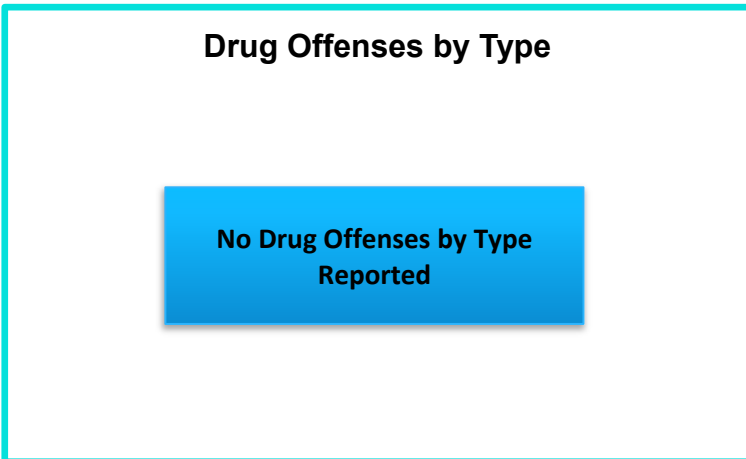 Drug Offenses by Type
No Drug Offenses by Type
Reported